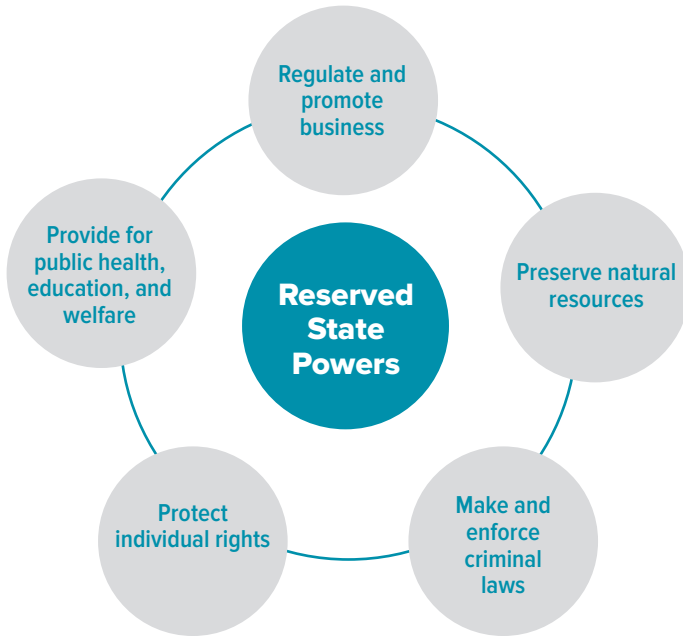 Regulate and
promote
business
Provide for
public health,
education, and
welfare
Reserved
State
Powers
Preserve natural
resources
Protect
individual rights
Make and
enforce
criminal
laws